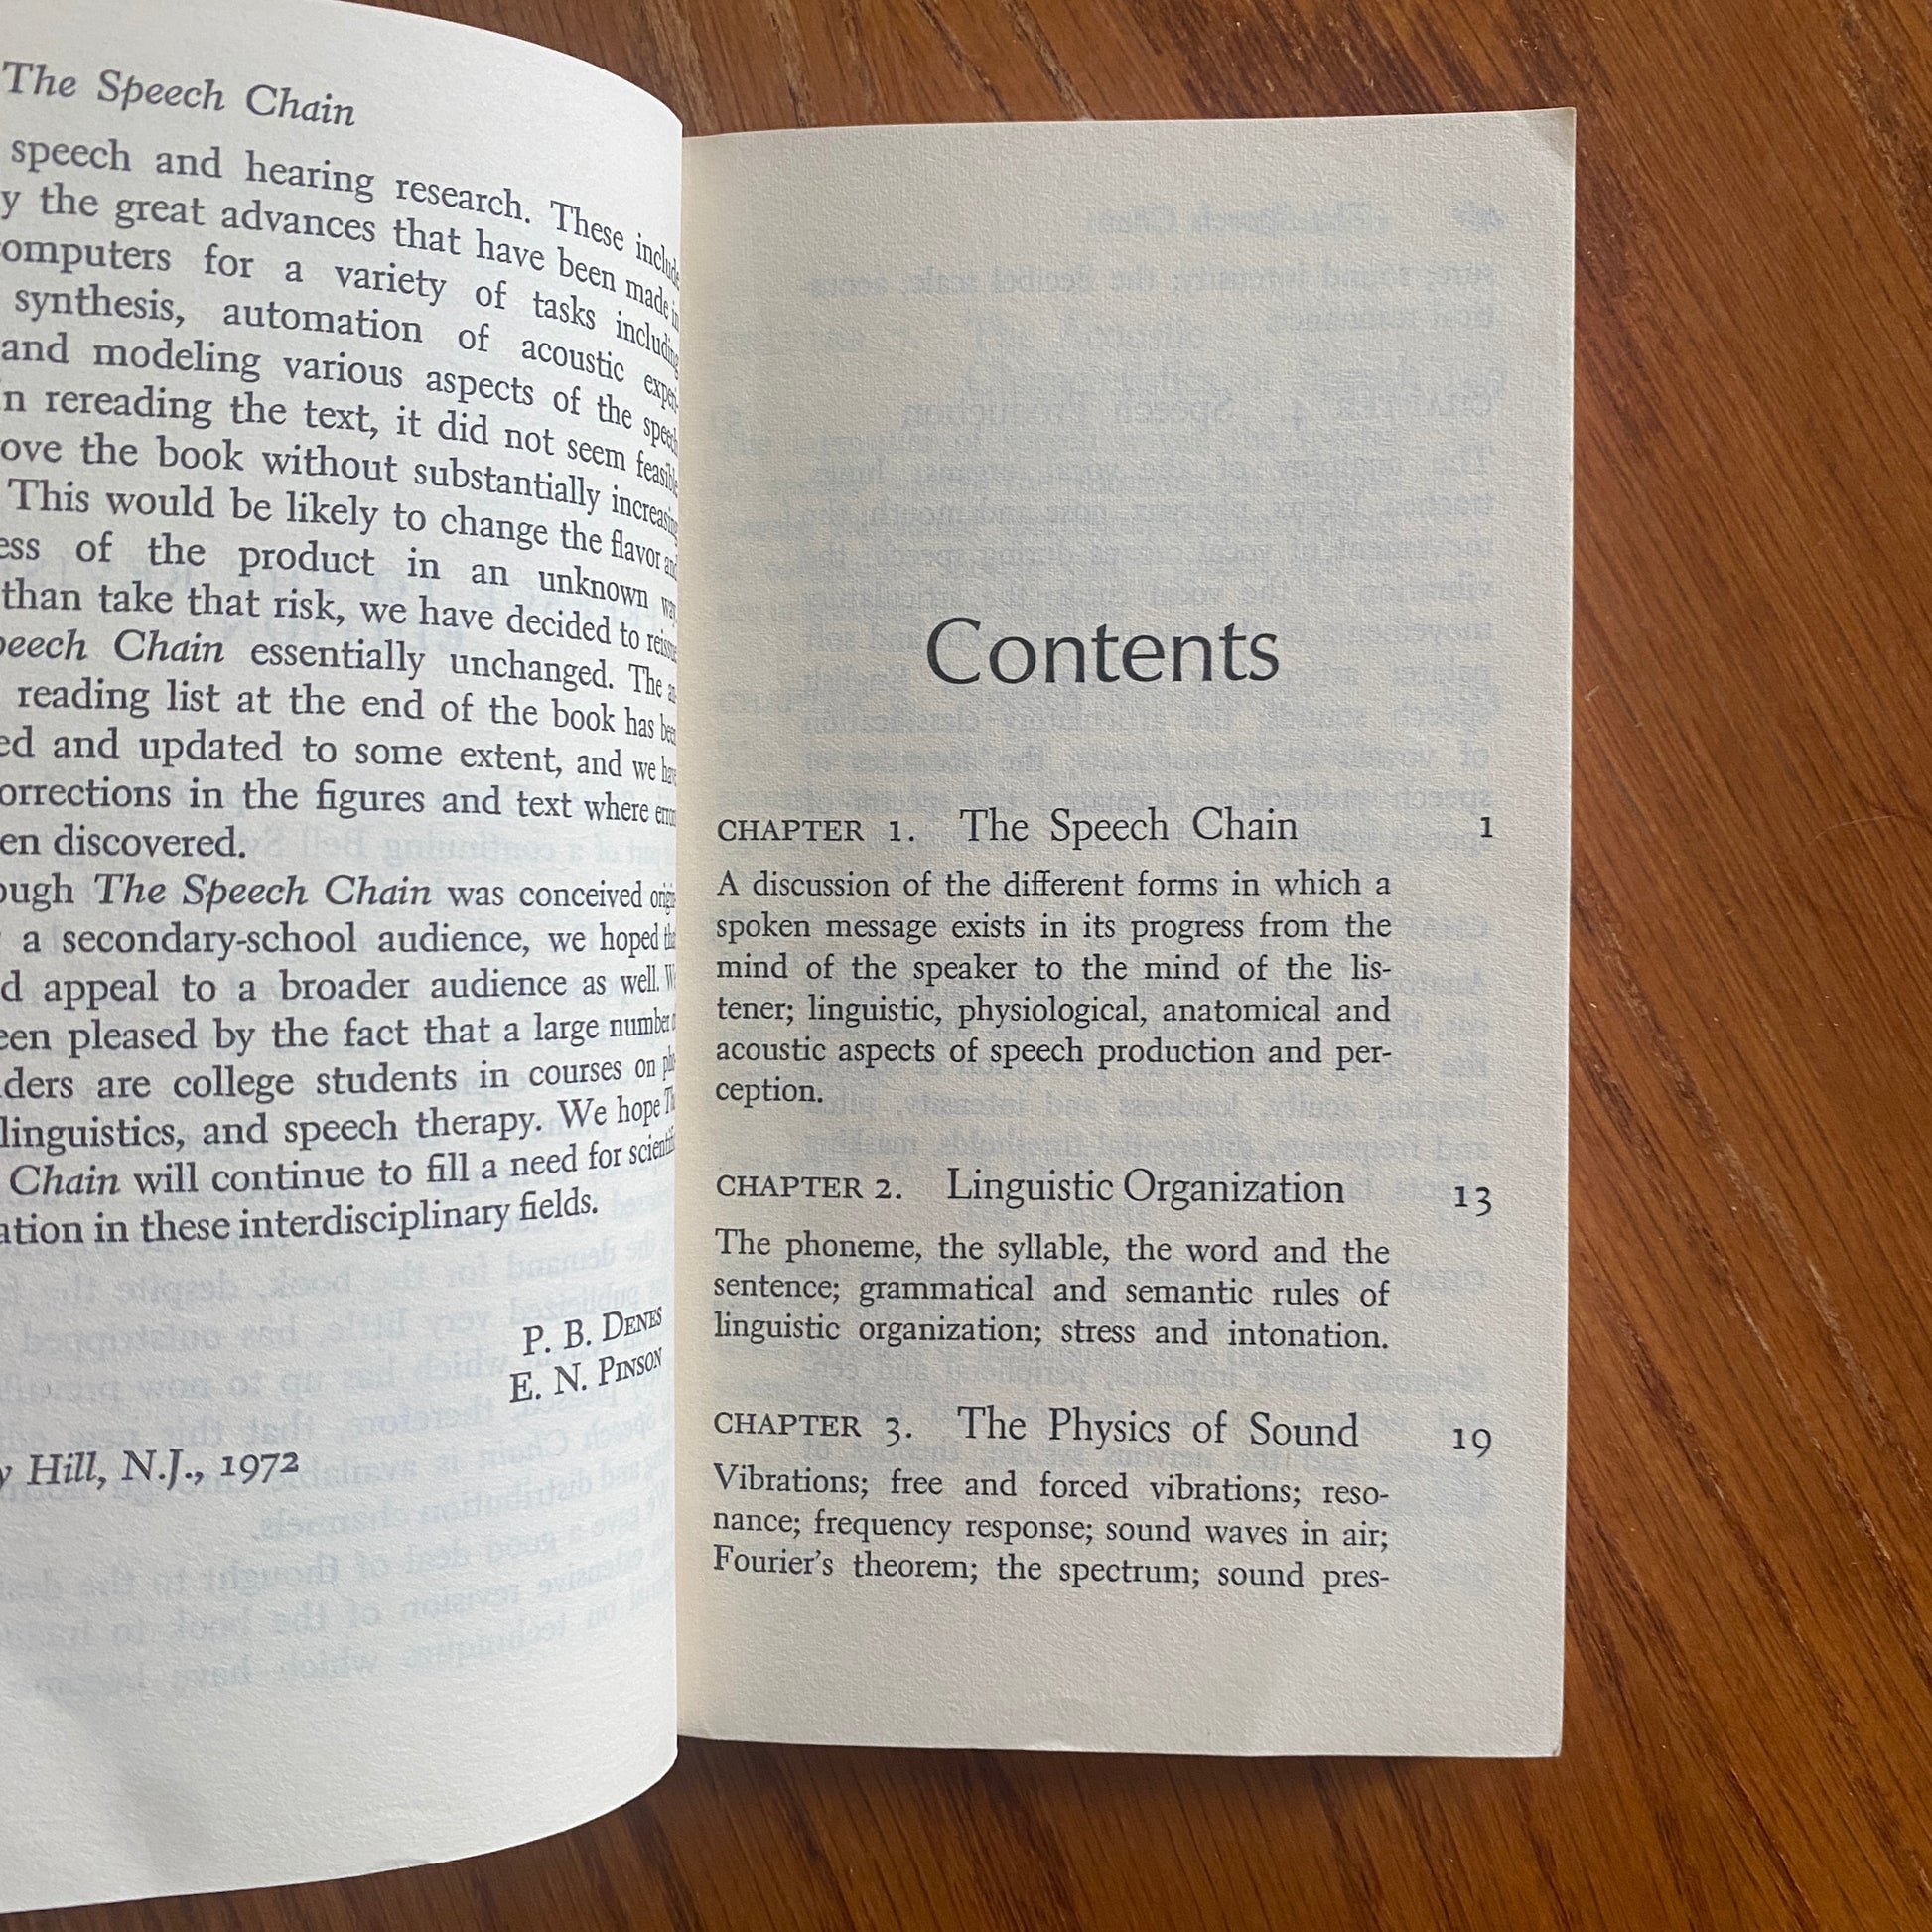 The Speech Chain
speech and hearing research. These include
y the great advances that have been made in
omputers for a variety of tasks including
synthesis, automation of acoustic experi-
and modeling various aspects of the speech
n rereading the text, it did not seem feasible
ove the book without substantially increasing
This would be likely to change the flavor and
ess of the product in an unknown way
than take that risk, we have decided to reissue
peech Chain essentially unchanged. The
reading list at the end of the book has been
ed and updated to some extent, and we have
orrections in the figures and text where
en discovered.
ough The Speech Chain was conceived
a secondary-school audience, we hoped
d appeal to a broader audience as well. We
een pleased by the fact that a large number
ders are college students in courses on
linguistics, and speech therapy. We hope The
Chain will continue to fill a need for scientific
ation in these interdisciplinary fields.
P. B. DENES
E. N. PINSON
y Hill, N.J., 1972
Contents
CHAPTER 1. The Speech Chain 1
A discussion of the different forms in which a
spoken message exists in its progress from the
mind of the speaker to the mind of the lis-
tener; linguistic, physiological, anatomical and
acoustic aspects of speech production and per-
ception.
CHAPTER 2. Linguistic Organization 13
The phoneme, the syllable, the word and the
sentence; grammatical and semantic rules of
linguistic organization; stress and intonation.
CHAPTER 3. The Physics of Sound 19
Vibrations; free and forced vibrations; reso-
nance; frequency response; sound waves in air;
Fourier's theorem; the spectrum; sound pres-